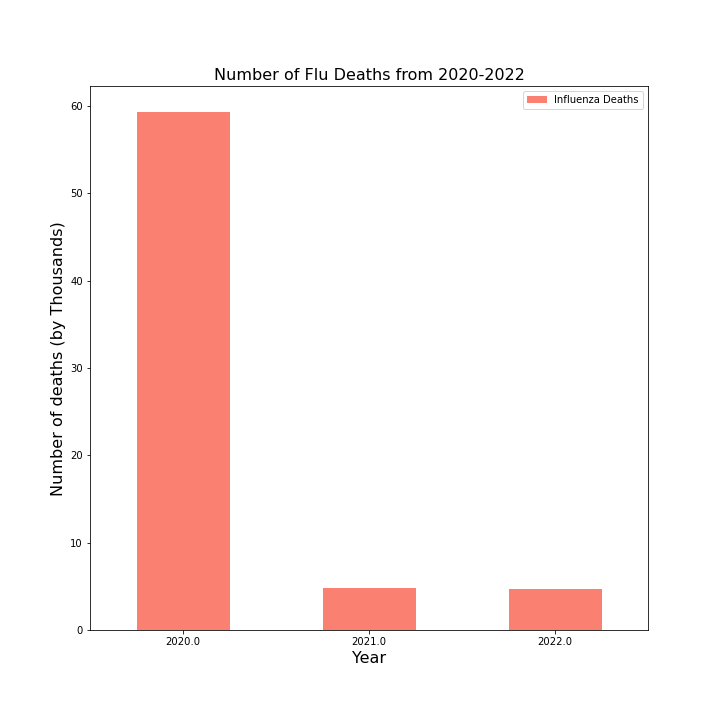 Number of Flu Deaths from 2020-2022
Influenza Deaths
60
50
40
30
20
10
0
Number of deaths (by Thousands)
2020.0
2021.0
2022.0
Year